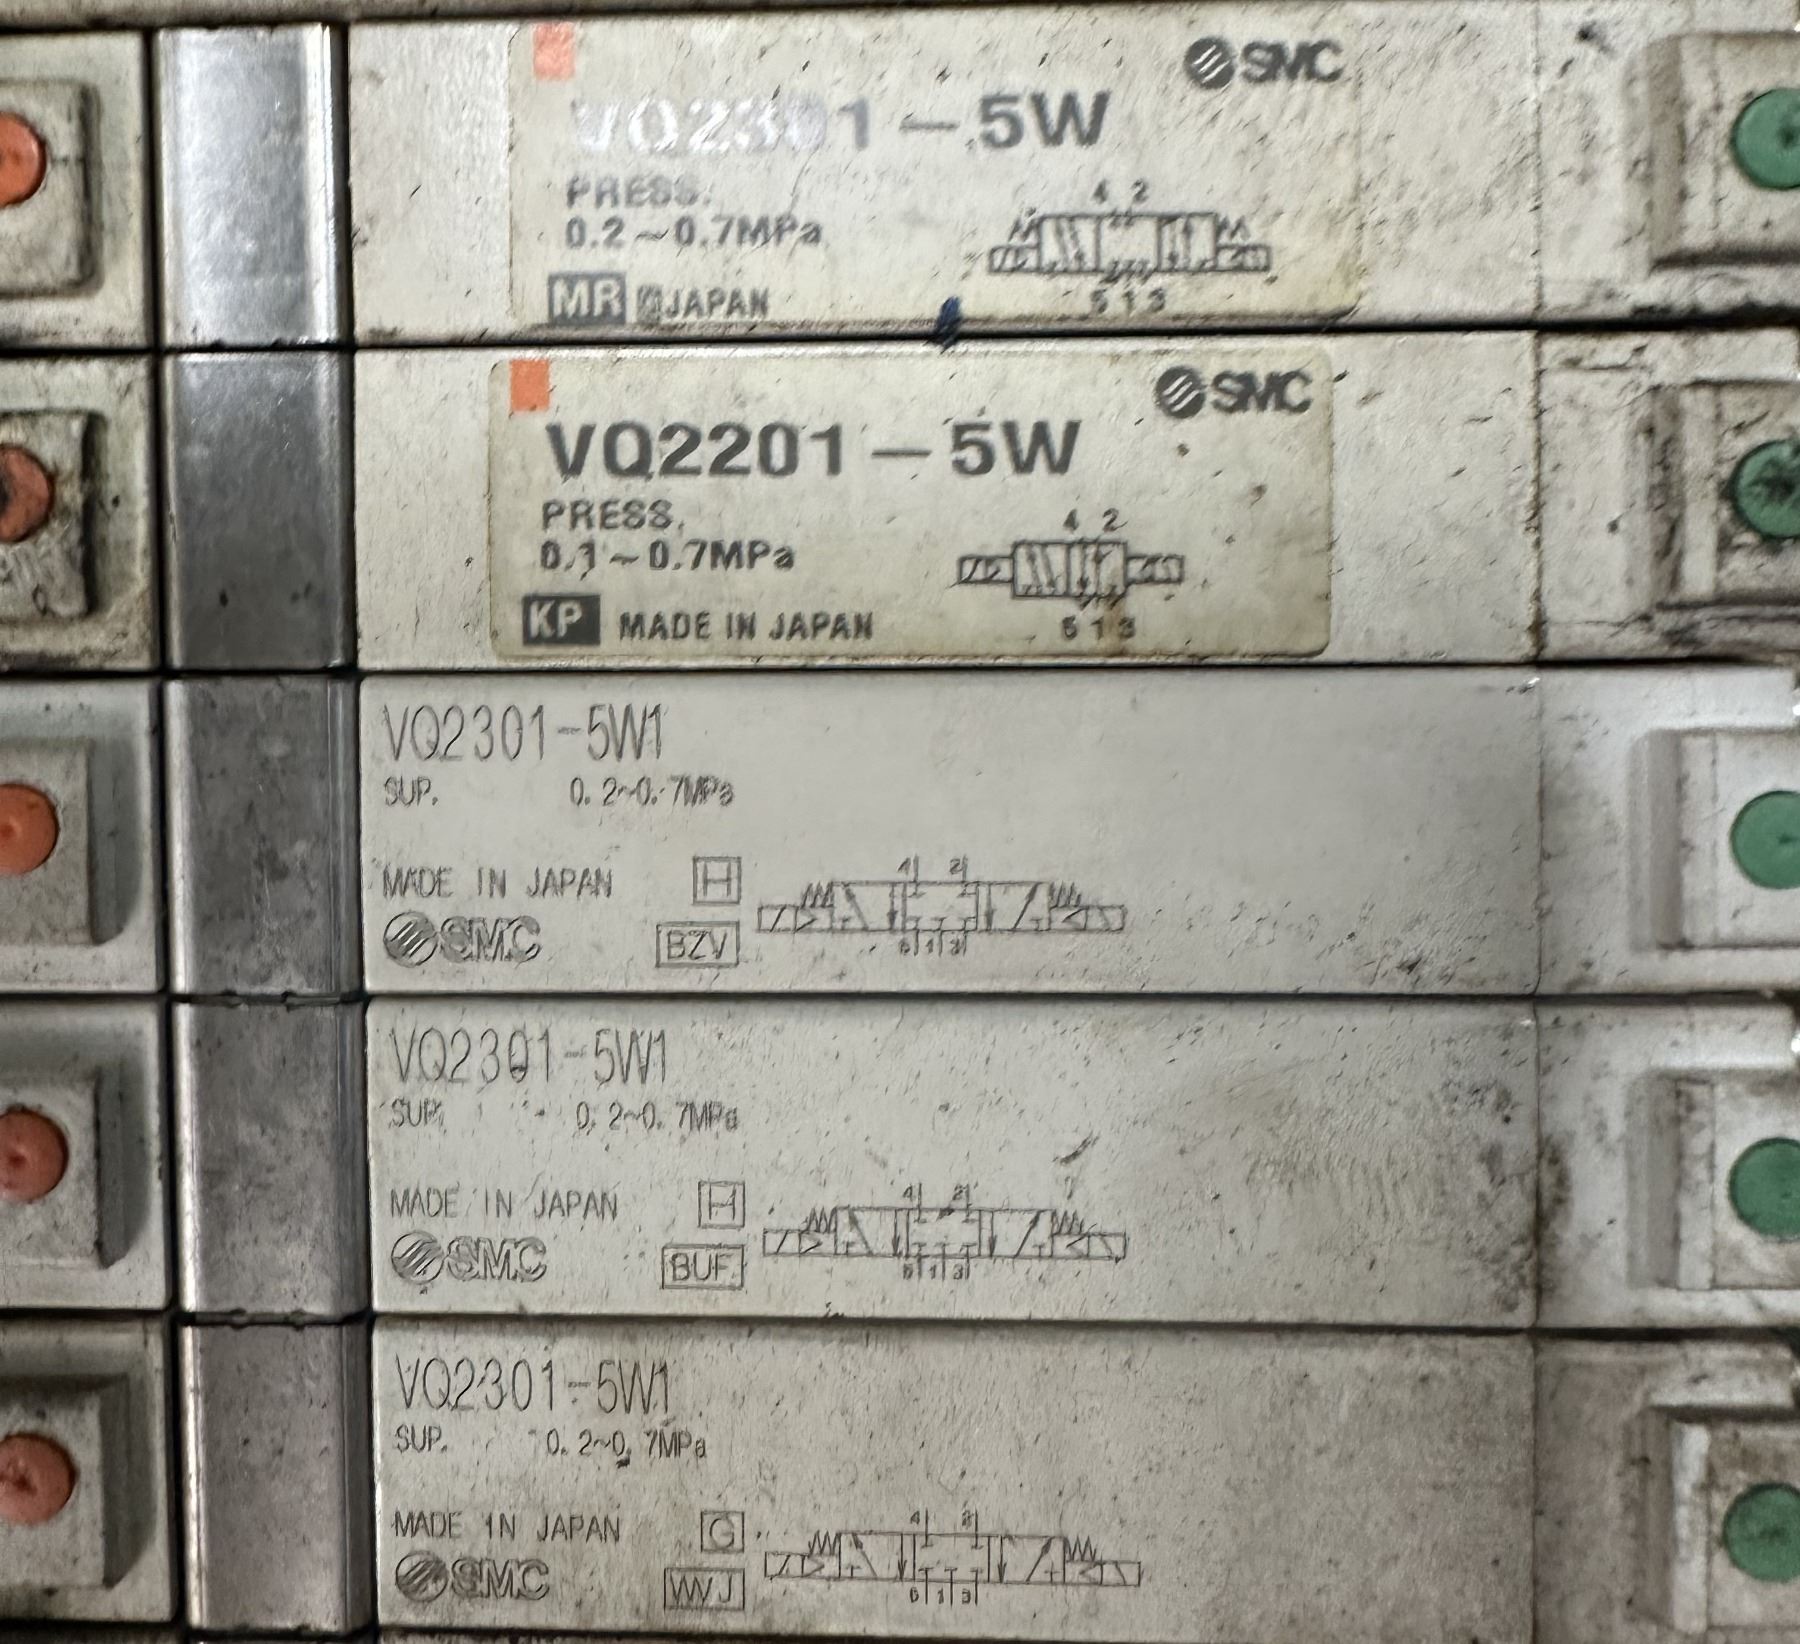 SMC
VQ2301-5W
PRESS.
0.2~0.7MPa
4 2
5 1 3
MR JAPAN
SMC
VQ2201-5W
PRESS.
0.1~0.7MPa
4 2
5 1 3
KP MADE IN JAPAN
VQ2301-5W1
SUP. 0.2~0.7MPa
MADE IN JAPAN H
4 2
SMC BZV
5 1 3
VQ2301-5W1
SUP. 0.2~0.7MPa
MADE IN JAPAN H
4 2
SMC BUF
5 1 3
VQ2301-5W1
SUP. 0.2~0.7MPa
MADE IN JAPAN G
4 2
SMC WVJ
5 1 3